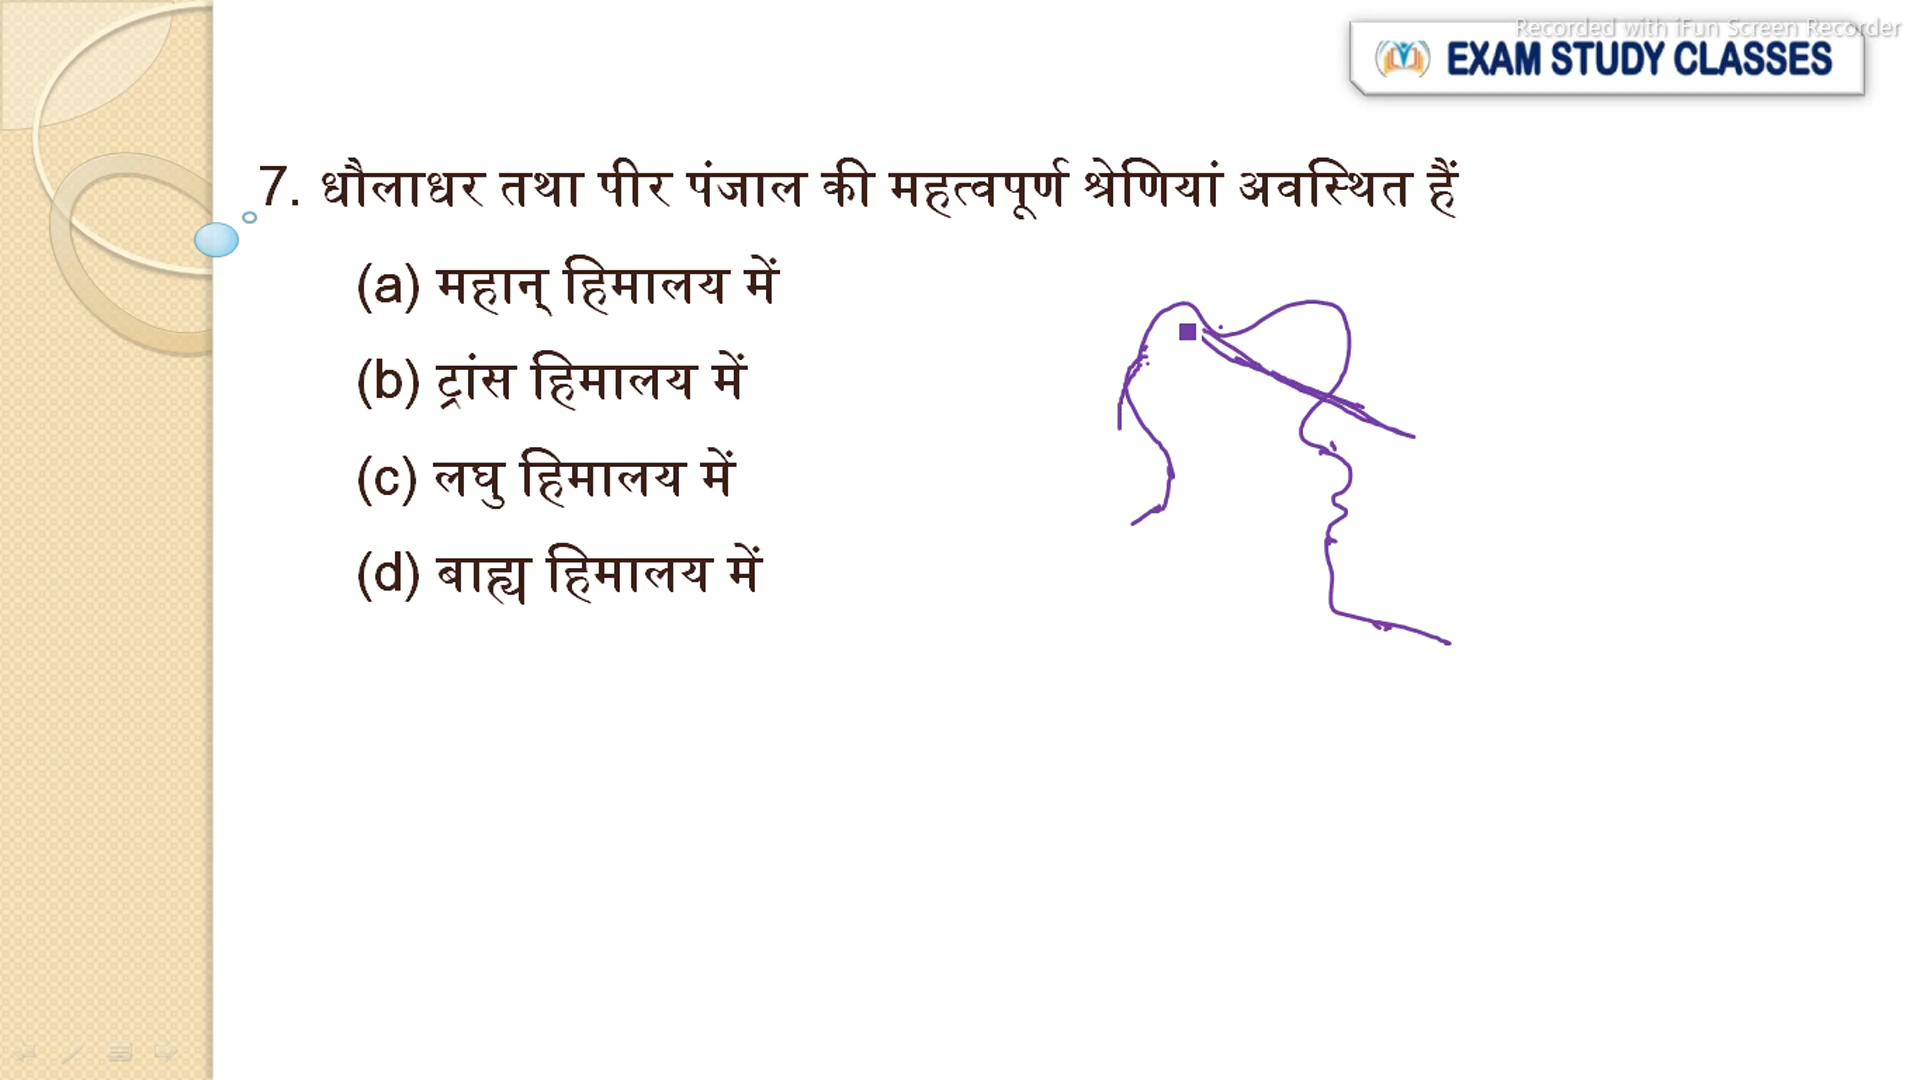 Recorded with iFun Screen Recorder
EXAM STUDY CLASSES
7. धौलाधर तथा पीर पंजाल की महत्वपूर्ण श्रेणियां अवस्थित हैं
(a) महान् हिमालय में
(b) ट्रांस हिमालय में
(c) लघु हिमालय में
(d) बाह्य हिमालय में